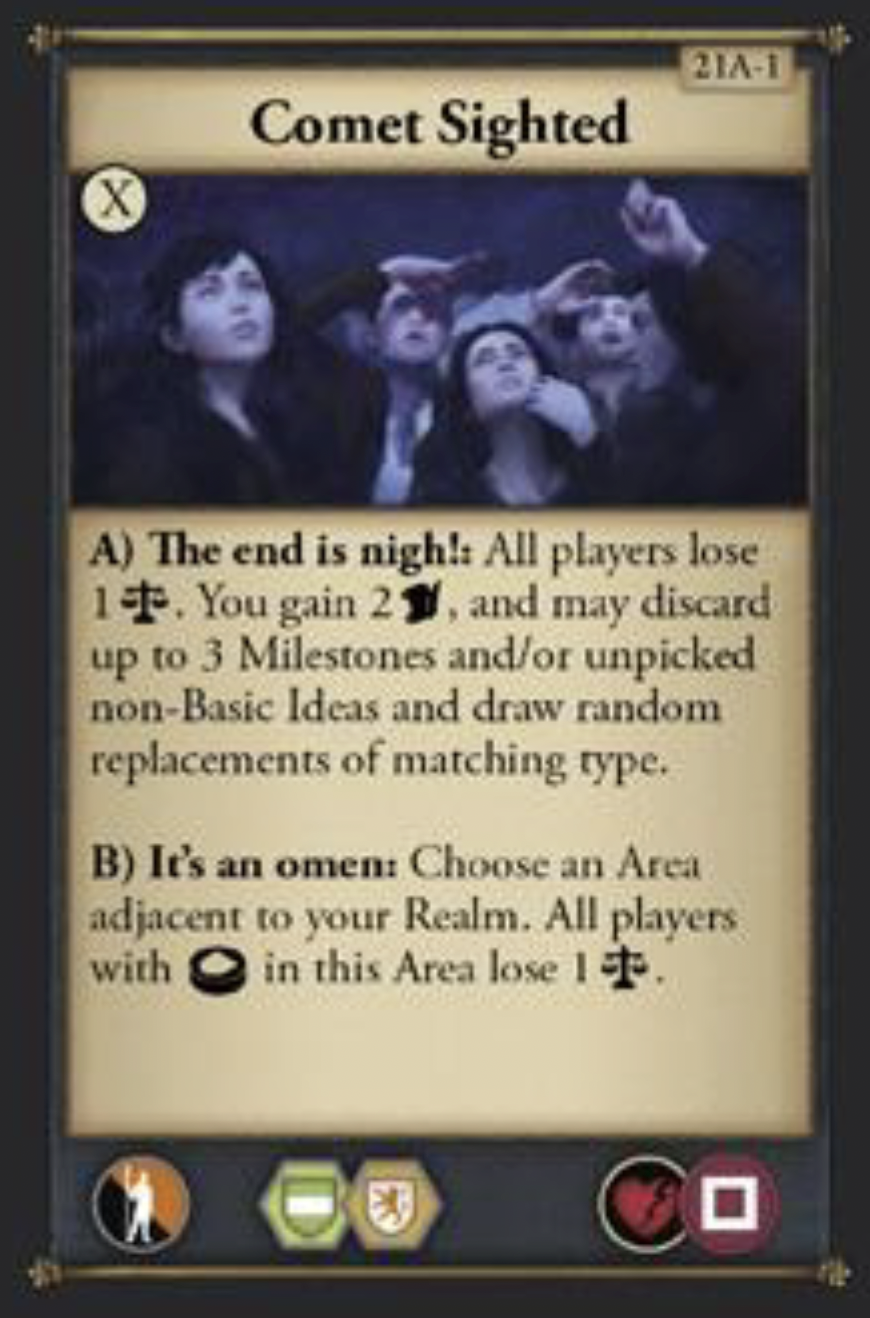 21A-1
Comet Sighted
X
A) The end is nigh!: All players lose
1 . You gain 2 , and may discard
up to 3 Milestones and/or unpicked
non-Basic Ideas and draw random
replacements of matching type.
B) It's an omen: Choose an Area
adjacent to your Realm. All players
with in this Area lose 1 .